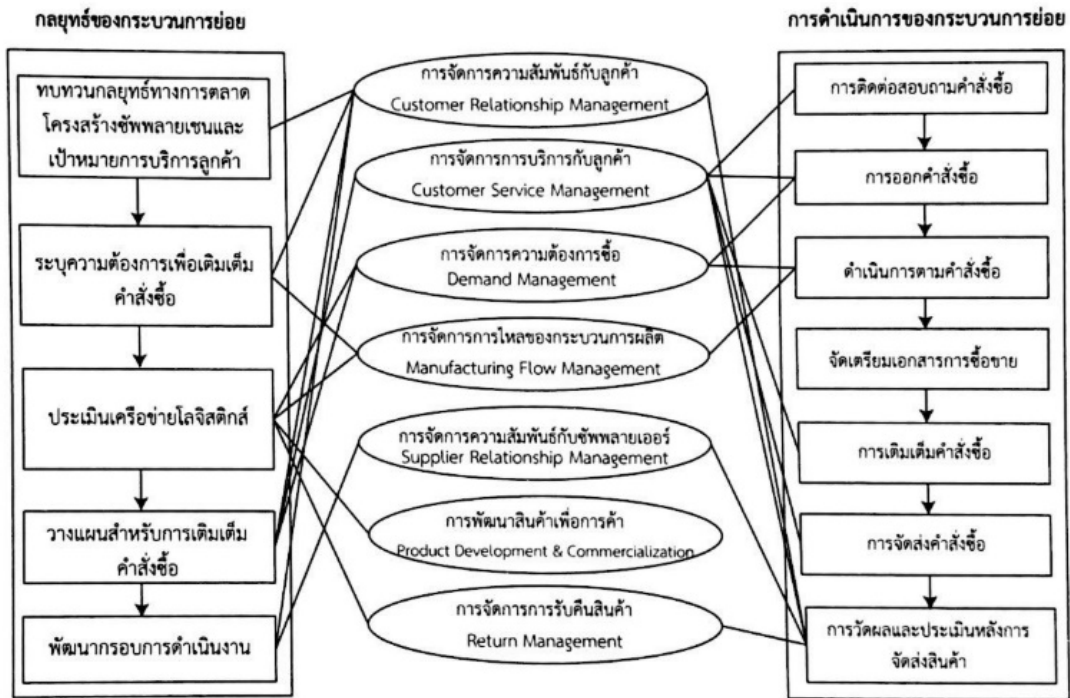 กลยุทธ์ของกระบวนการย่อย
ทบทวนกลยุทธ์ทางการตลาด
โครงสร้างซัพพลายเชนและ
เป้าหมายการบริการลูกค้า
ระบุความต้องการเพื่อเติมเต็ม
คำสั่งซื้อ
ประเมินเครือข่ายโลจิสติกส์
วางแผนสำหรับการเติมเต็ม
คำสั่งซื้อ
พัฒนากรอบการดำเนินงาน
การจัดการความสัมพันธ์กับลูกค้า
Customer Relationship Management
การจัดการการบริการกับลูกค้า
Customer Service Management
การจัดการความต้องการซื้อ
Demand Management
การจัดการการไหลของกระบวนการผลิต
Manufacturing Flow Management
การจัดการความสัมพันธ์กับซัพพลายเออร์
Supplier Relationship Management
การพัฒนาสินค้าเพื่อการค้า
Product Development & Commercialization
การจัดการการรับคืนสินค้า
Return Management
การดำเนินการของกระบวนการย่อย
การติดต่อสอบถามคำสั่งซื้อ
การออกคำสั่งซื้อ
ดำเนินการตามคำสั่งซื้อ
จัดเตรียมเอกสารการซื้อขาย
การเติมเต็มคำสั่งซื้อ
การจัดส่งคำสั่งซื้อ
การวัดผลและประเมินหลังการ
จัดส่งสินค้า